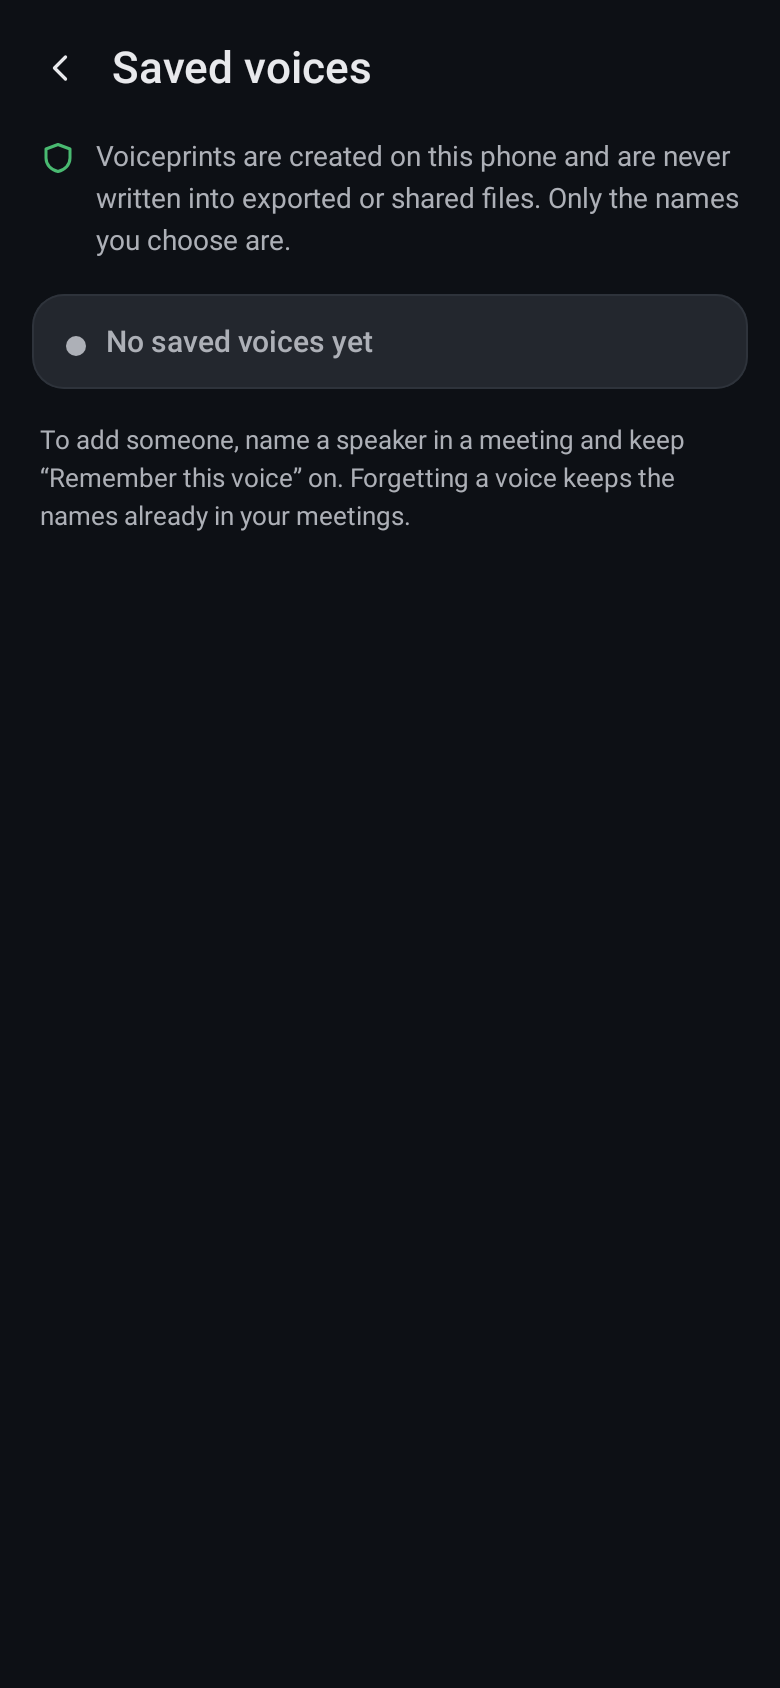 Saved voices
Voiceprints are created on this phone and are never
written into exported or shared files. Only the names
you choose are.
No saved voices yet
To add someone, name a speaker in a meeting and keep
“Remember this voice” on. Forgetting a voice keeps the
names already in your meetings.